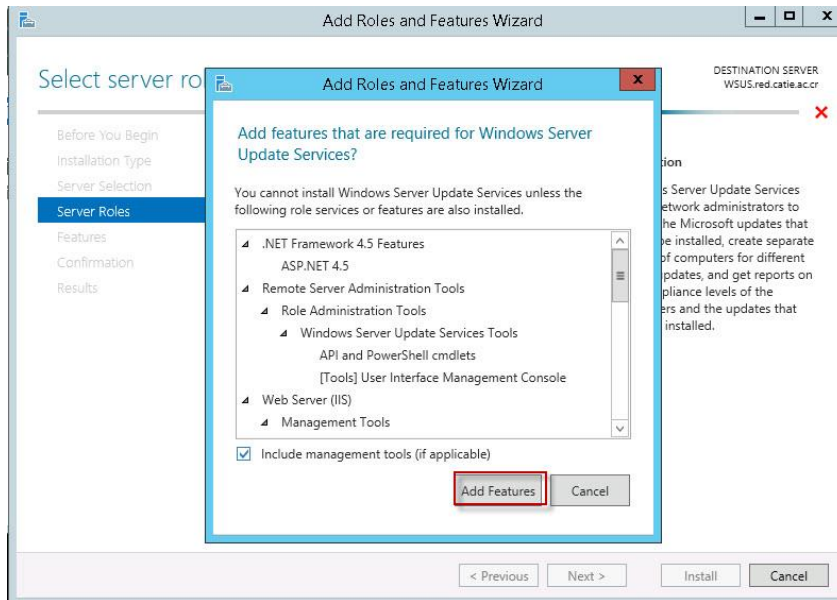 Add Roles and Features Wizard
Select server ro
DESTINATION SERVER
WSUS.red.catie.ac.cr
Before You Begin
Installation Type
Server Selection
Server Roles
Features
Confirmation
Results
Add Roles and Features Wizard
Add features that are required for Windows Server
Update Services?
You cannot install Windows Server Update Services unless the
following role services or features are also installed.
.NET Framework 4.5 Features
ASP.NET 4.5
Remote Server Administration Tools
Role Administration Tools
Windows Server Update Services Tools
API and PowerShell cmdlets
[Tools] User Interface Management Console
Web Server (IIS)
Management Tools
Include management tools (if applicable)
Add Features
Cancel
ion
s Server Update Services
etwork administrators to
he Microsoft updates that
be installed, create separate
of computers for different
updates, and get reports on
pliance levels of the
ers and the updates that
installed.
< Previous
Next >
Install
Cancel